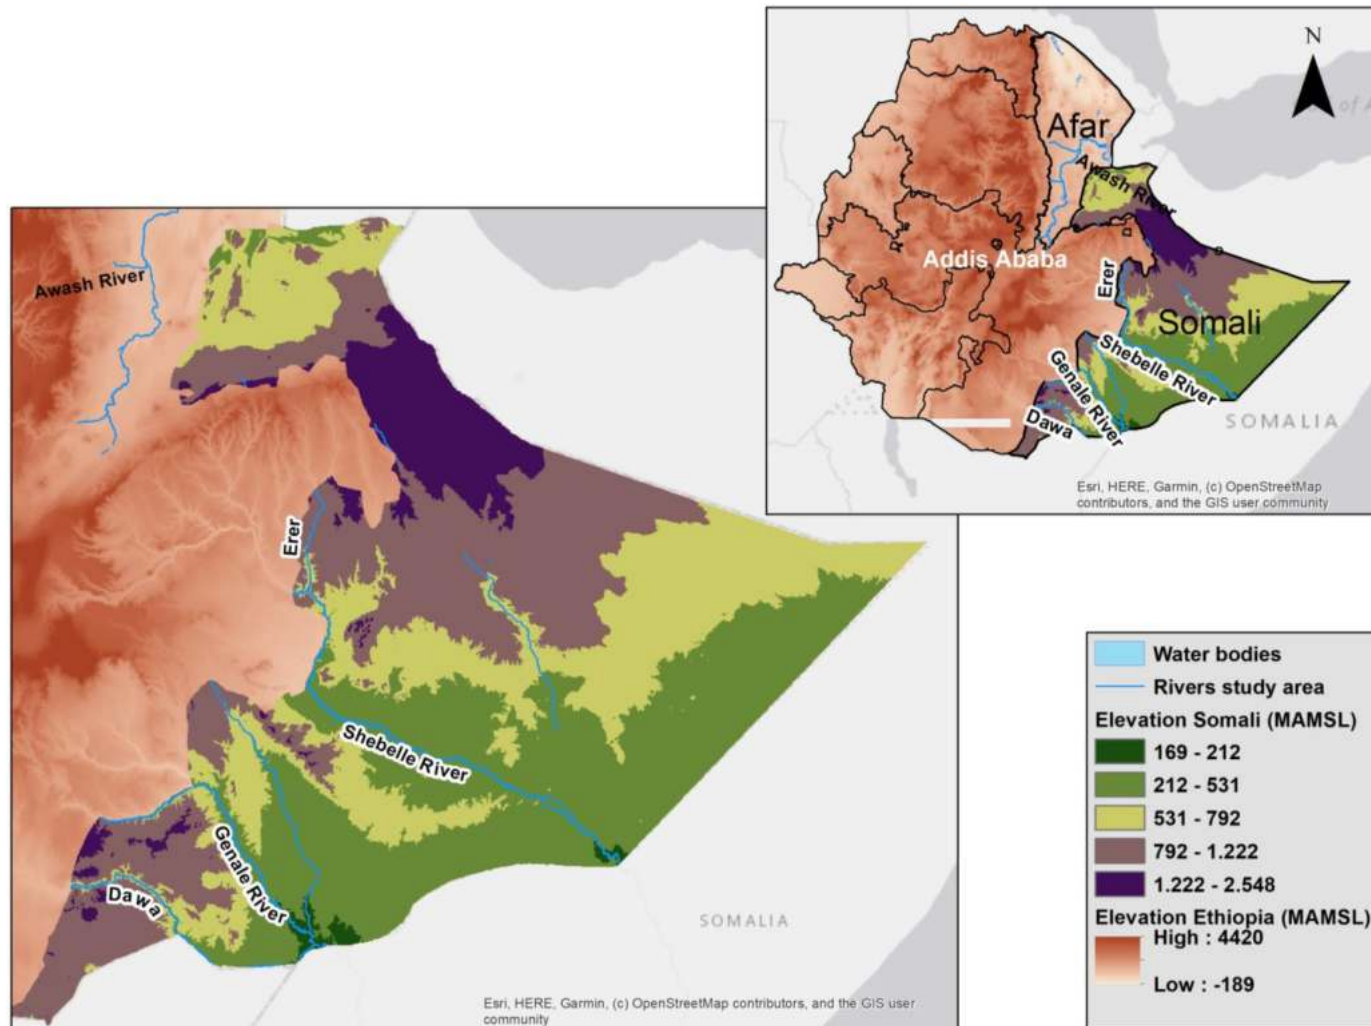 N
Afar
Awash River
Addis Ababa
Erer
Somali
Shebelle River
Genale River
Dawa
SOMALIA
Esri, HERE, Garmin, (c) OpenStreetMap
contributors, and the GIS user community
Awash River
Erer
Shebelle River
Genale River
Dawa
SOMALIA
Esri, HERE, Garmin, (c) OpenStreetMap contributors, and the GIS user
community
Water bodies
Rivers study area
Elevation Somali (MAMSL)
169 - 212
212 - 531
531 - 792
792 - 1.222
1.222 - 2.548
Elevation Ethiopia (MAMSL)
High : 4420
Low : -189